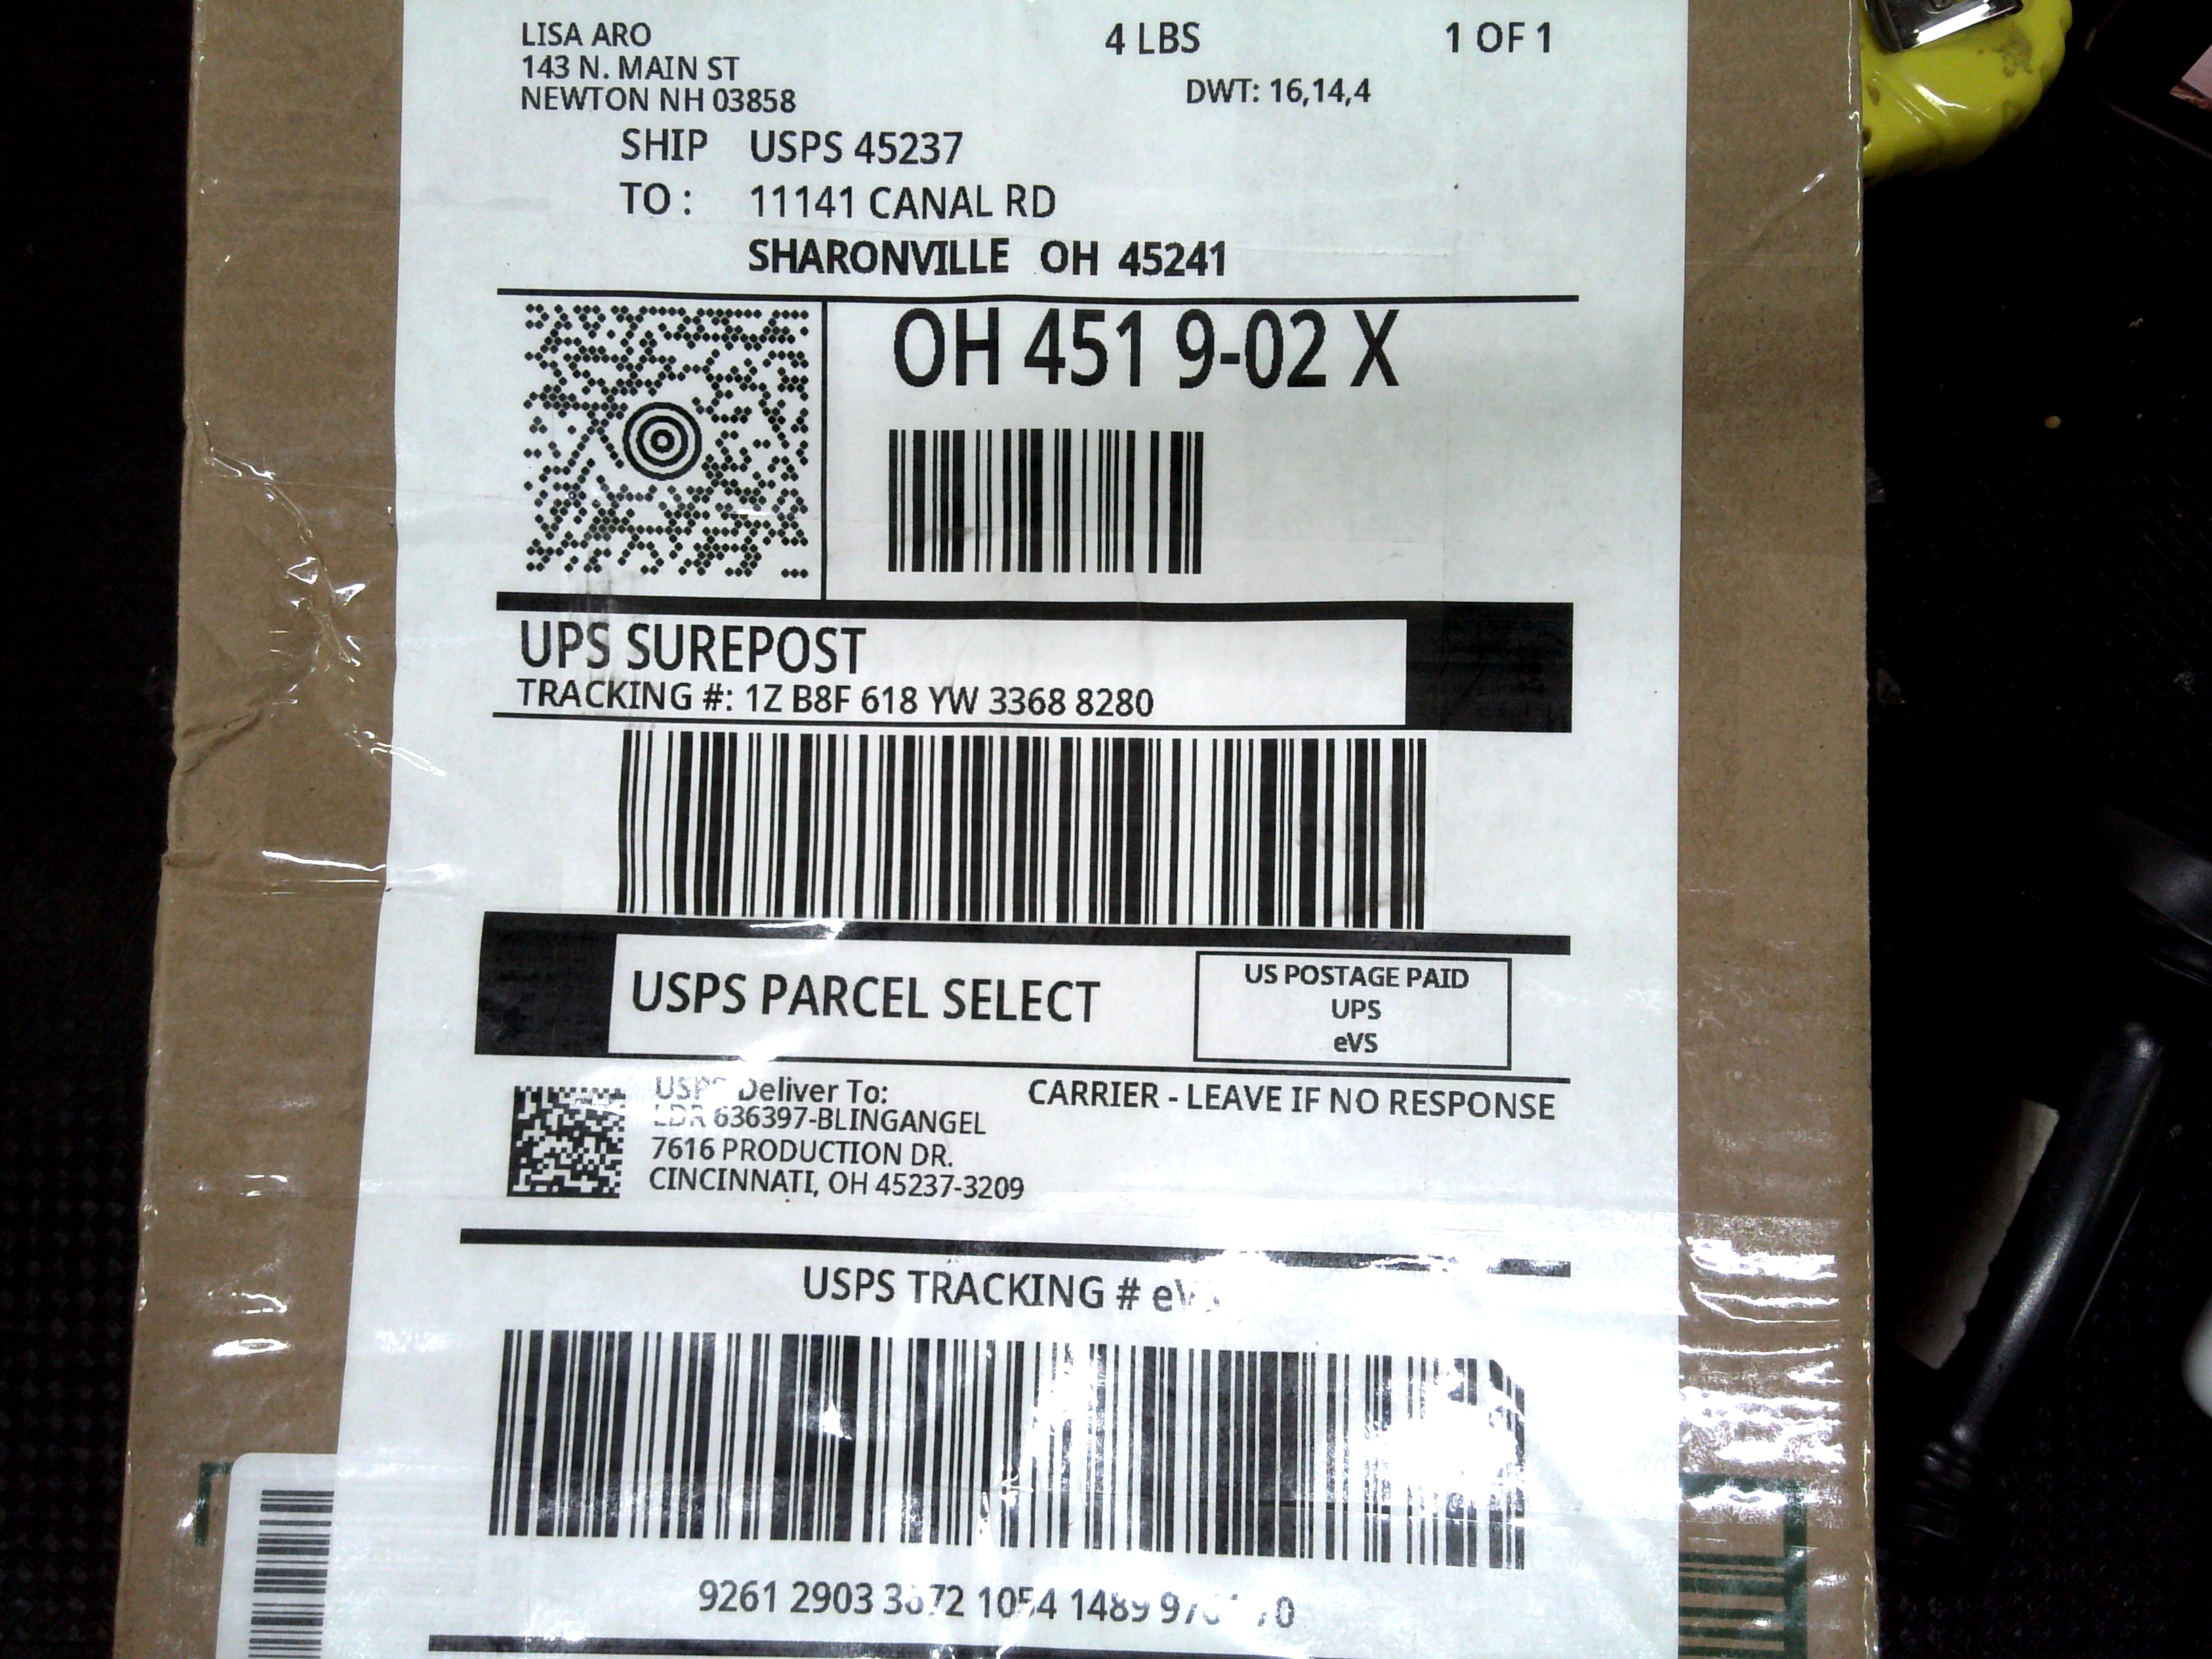 LISA ARO
143 N. MAIN ST
NEWTON NH 03858
4 LBS
1 OF 1
DWT: 16,14,4
SHIP TO :
USPS 45237
11141 CANAL RD
SHARONVILLE OH 45241
OH 451 9-02 X
UPS SUREPOST
TRACKING #: 1Z B8F 618 YW 3368 8280
USPS PARCEL SELECT
US POSTAGE PAID
UPS
eVS
USPS Deliver To:
CARRIER - LEAVE IF NO RESPONSE
636397-BLINGANGEL
7616 PRODUCTION DR.
CINCINNATI, OH 45237-3209
USPS TRACKING #
9261 2903 1054 1489